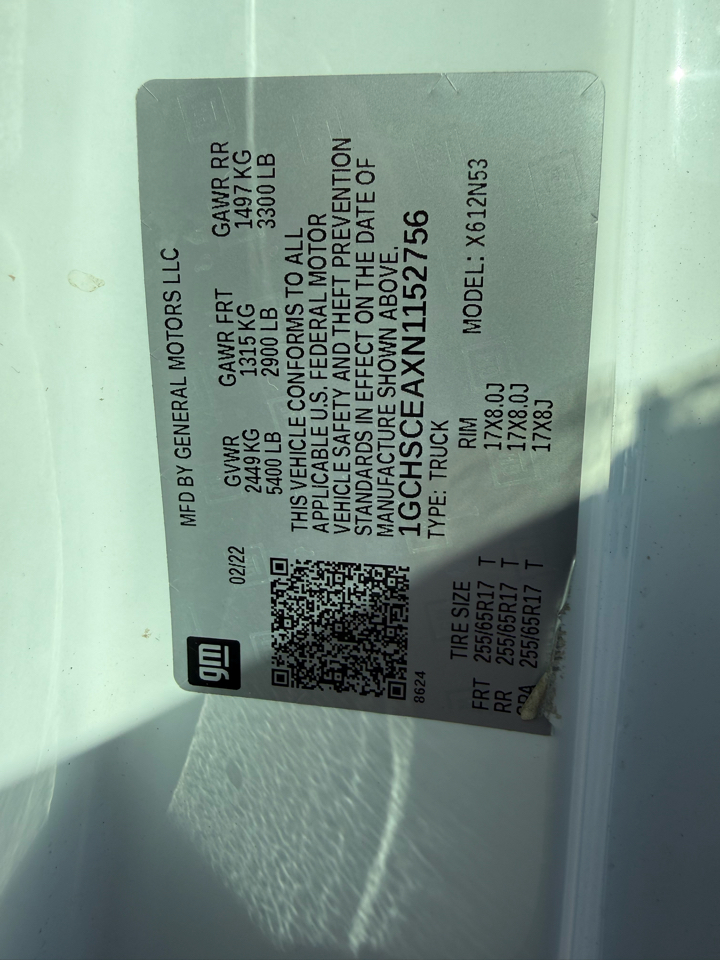 gm
MFD BY GENERAL MOTORS LLC
02/22
GVWR GAWR FRT GAWR RR
2449 KG 1315 KG 1497 KG
5400 LB 2900 LB 3300 LB
THIS VEHICLE CONFORMS TO ALL
APPLICABLE U.S. FEDERAL MOTOR
VEHICLE SAFETY AND THEFT PREVENTION
STANDARDS IN EFFECT ON THE DATE OF
MANUFACTURE SHOWN ABOVE.
1GCHSCEAXN1152756
8624
TYPE: TRUCK
MODEL: X612N53
TIRE SIZE RIM
FRT 255/65R17 T 17X8.0J
RR 255/65R17 T 17X8.0J
255/65R17 T 17X8J